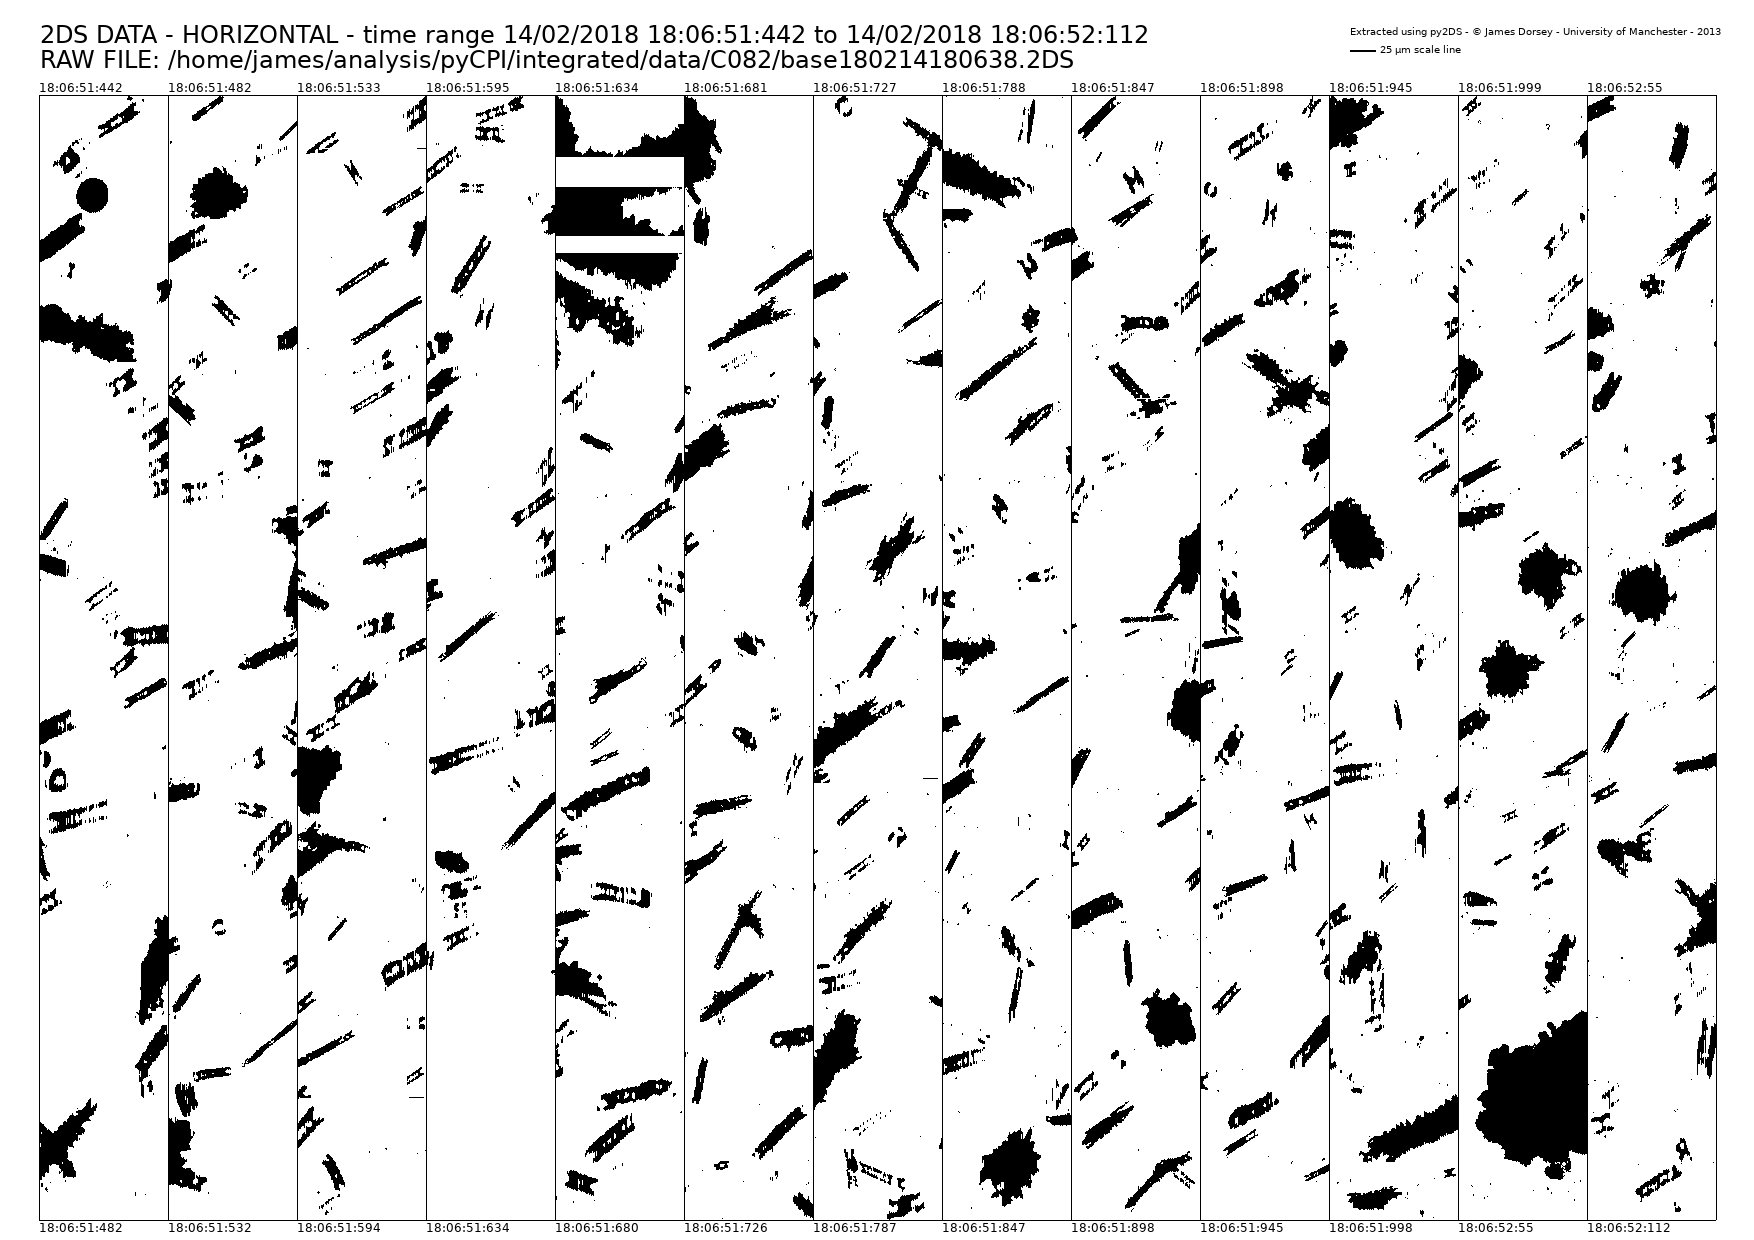 2DS DATA - HORIZONTAL - time range 14/02/2018 18:06:51:442 to 14/02/2018 18:06:52:112
RAW FILE: /home/james/analysis/pyCPI/integrated/data/C082/base180214180638.2DS
Extracted using py2DS - © James Dorsey - University of Manchester - 2013
25 µm scale line
18:06:51:442 18:06:51:482 18:06:51:533 18:06:51:595 18:06:51:634 18:06:51:681 18:06:51:727 18:06:51:788 18:06:51:847 18:06:51:898 18:06:51:945 18:06:51:999 18:06:52:55
18:06:51:482 18:06:51:532 18:06:51:594 18:06:51:634 18:06:51:680 18:06:51:726 18:06:51:787 18:06:51:847 18:06:51:898 18:06:51:945 18:06:51:998 18:06:52:55 18:06:52:112